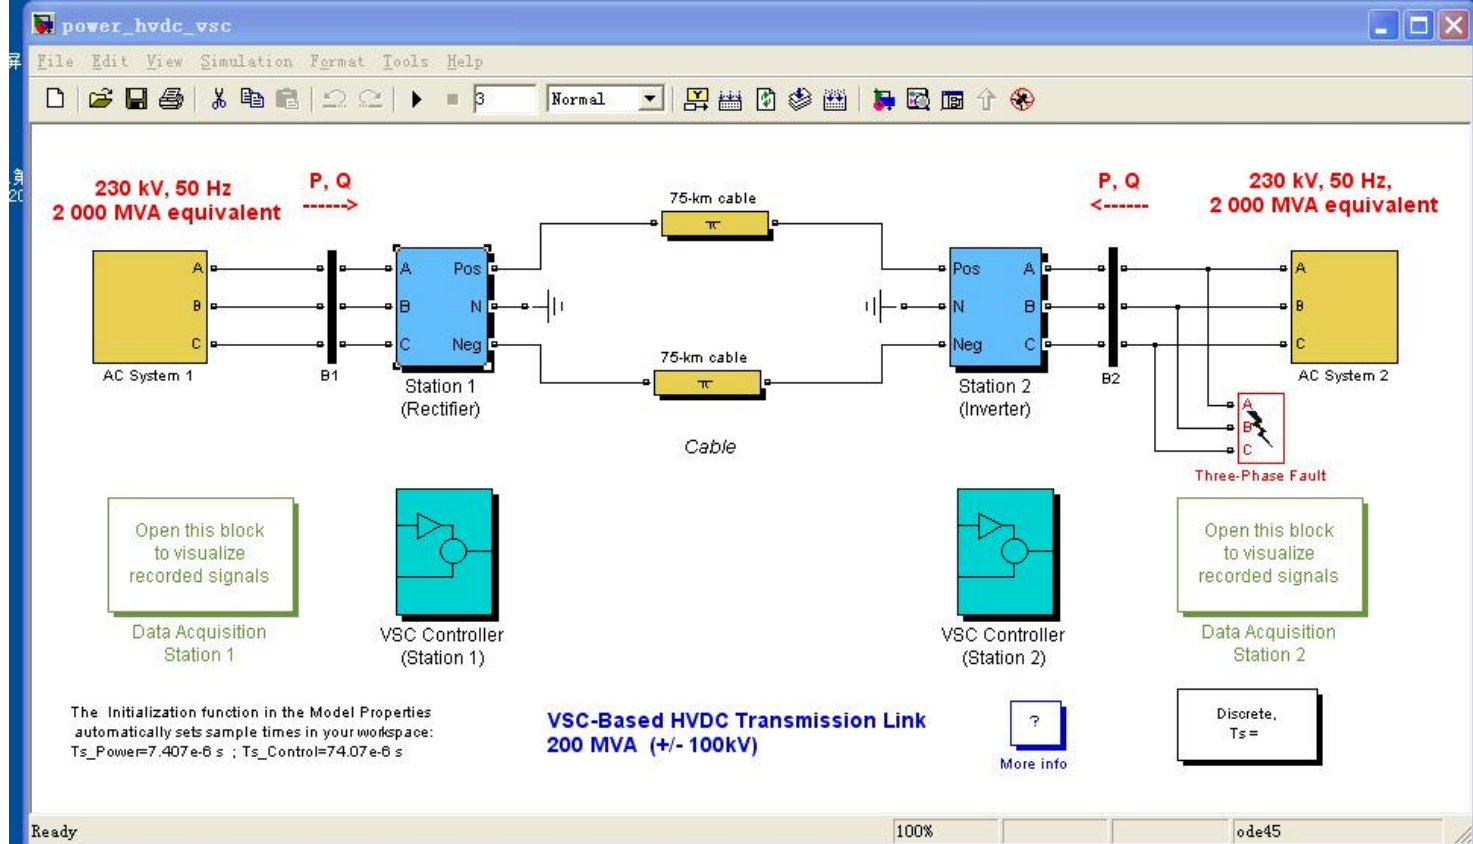 power_hvdc_vsc
File Edit View Simulation Format Tools Help
屏
3
Normal
20
230 kV, 50 Hz
2 000 MVA equivalent
P, Q
------>
75-km cable
π
P, Q
<------
230 kV, 50 Hz,
2 000 MVA equivalent
A
B
C
AC System 1
B1
A
B
C
Pos
N
Neg
Station 1
(Rectifier)
75-km cable
π
Cable
Pos
N
Neg
A
B
C
Station 2
(Inverter)
B2
A
B
C
AC System 2
A
B
C
Three-Phase Fault
Open this block
to visualize
recorded signals
Data Acquisition
Station 1
VSC Controller
(Station 1)
VSC Controller
(Station 2)
Open this block
to visualize
recorded signals
Data Acquisition
Station 2
The Initialization function in the Model Properties
automatically sets sample times in your workspace:
Ts_Power=7.407e-6 s ; Ts_Control=74.07e-6 s
VSC-Based HVDC Transmission Link
200 MVA (+/- 100kV)
?
More info
Discrete,
Ts =
Ready
100%
ode45